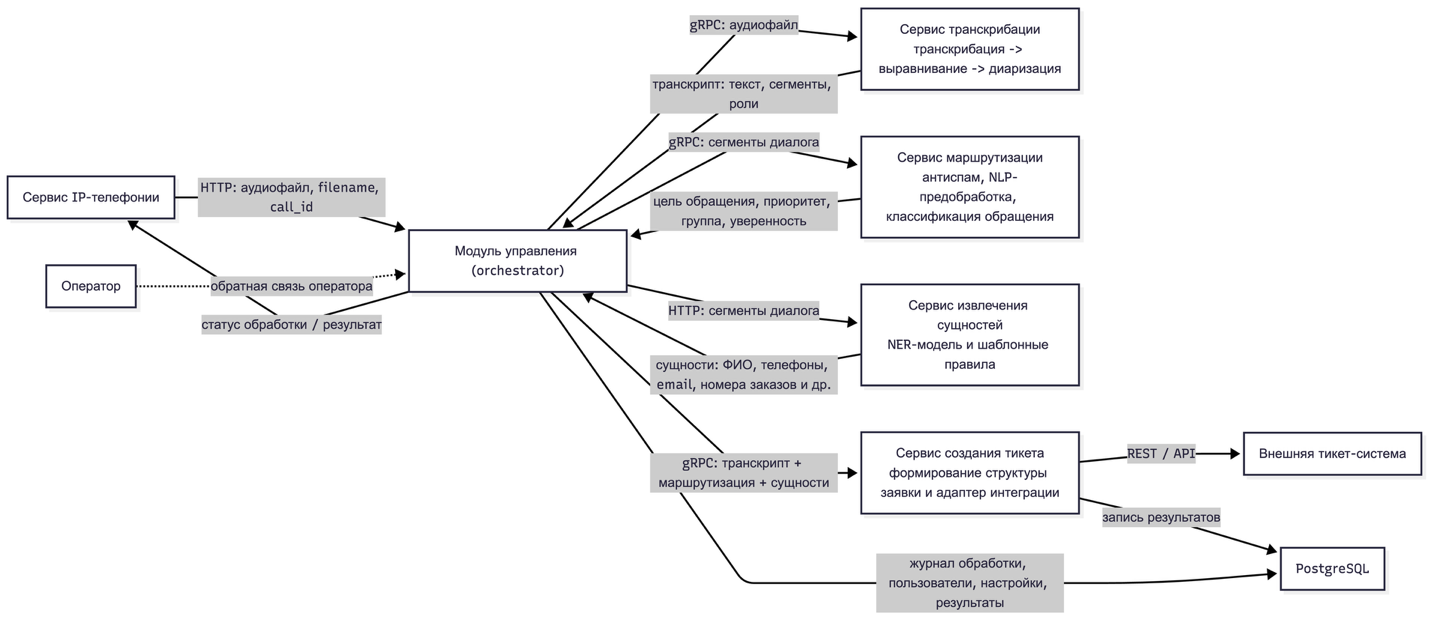 gRPC: аудиофайл
Сервис транскрибации
транскрибация ->
выравнивание -> диаризация
транскрипт: текст, сегменты,
роли
gRPC: сегменты диалога
Сервис маршрутизации
антиспам, NLP-
предобработка,
классификация обращения
Сервис IP-телефонии
HTTP: аудиофайл, filename,
call_id
цель обращения, приоритет,
группа, уверенность
Модуль управления
(orchestrator)
Оператор
обратная связь оператора
статус обработки / результат
HTTP: сегменты диалога
Сервис извлечения
сущностей
NER-модель и шаблонные
правила
сущности: ФИО, телефоны,
email, номера заказов и др.
gRPC: транскрипт +
маршрутизация + сущности
Сервис создания тикета
формирование структуры
заявки и адаптер интеграции
REST / API
Внешняя тикет-система
запись результатов
PostgreSQL
журнал обработки,
пользователи, настройки,
результаты